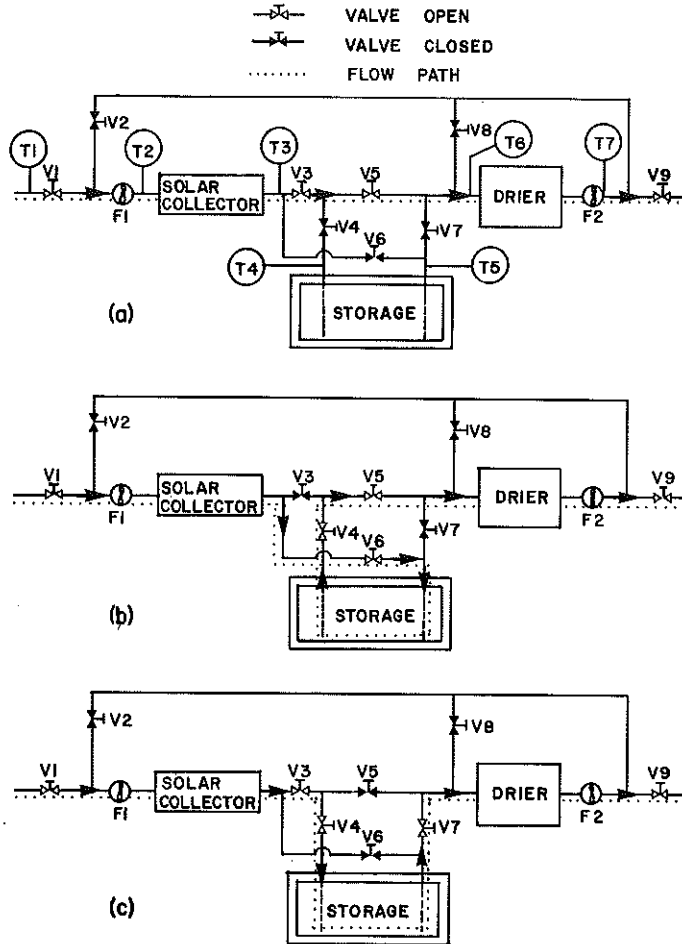 VALVE OPEN
VALVE CLOSED
FLOW PATH
V2
V8
T1
V1
T2
T3
V3
V5
T6
T7
V9
SOLAR
COLLECTOR
DRIER
F1
F2
V4
V6
V7
T4
T5
STORAGE
(a)
V2
V8
V1
SOLAR
COLLECTOR
V3
V5
DRIER
V9
F1
F2
V4
V6
V7
STORAGE
(b)
V2
V8
V1
SOLAR
COLLECTOR
V3
V5
DRIER
V9
F1
F2
V4
V6
V7
STORAGE
(c)